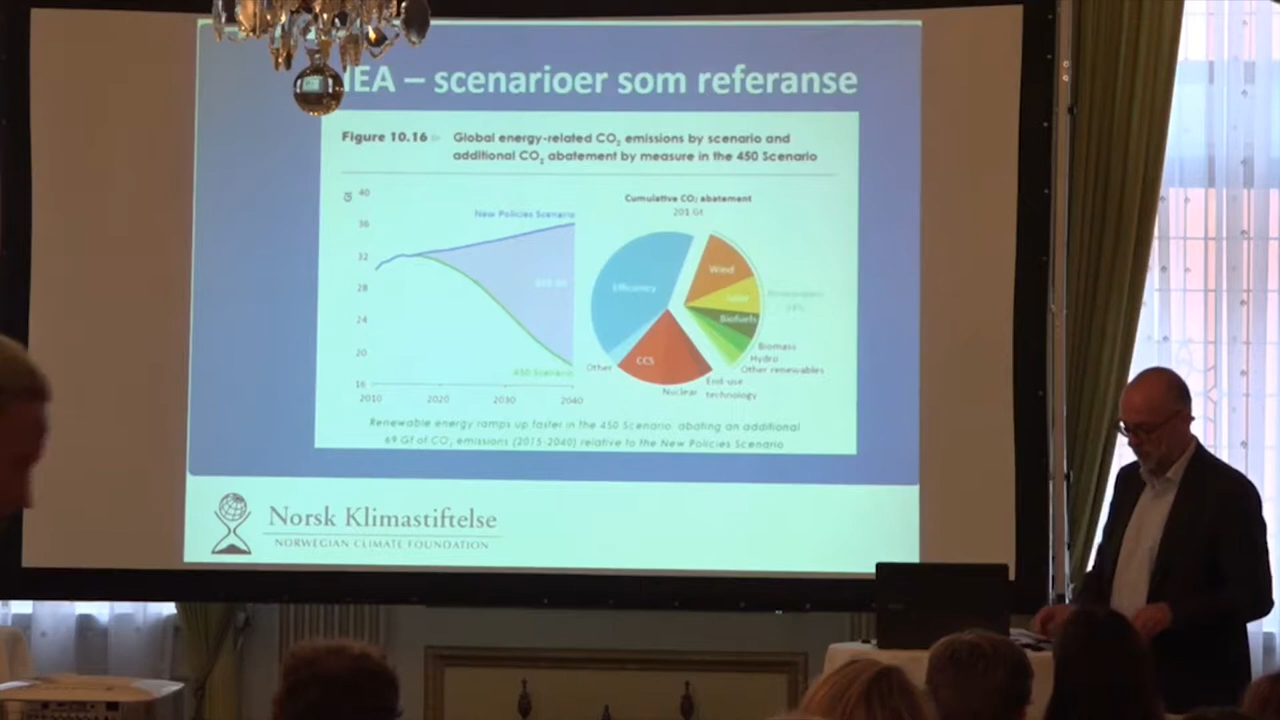 IEA – scenarioer som referanse
Figure 10.16 Global energy-related CO₂ emissions by scenario and
additional CO₂ abatement by measure in the 450 Scenario
Gt
40
36
32
28
24
20
16
2010 2020 2030 2040
New Policies Scenario
450 Scenario
Cumulative CO₂ abatement
201 Gt
Efficiency
Wind
Solar
Biofuels
Biomass
Hydro
Other renewables
End-use
technology
Nuclear
CCS
Other
Renewable energy ramps up faster in the 450 Scenario, abating an additional
69 Gt of CO₂ emissions (2015-2040) relative to the New Policies Scenario
Norsk Klimastiftelse
NORWEGIAN CLIMATE FOUNDATION